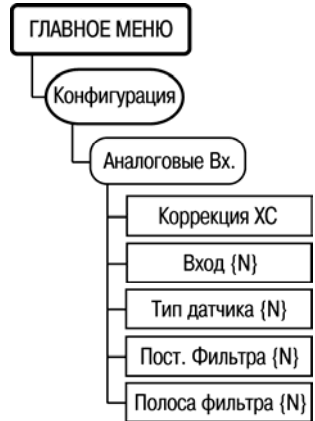 ГЛАВНОЕ МЕНЮ
Конфигурация
Аналоговые Вх.
Коррекция ХС
Вход {N}
Тип датчика {N}
Пост. Фильтра {N}
Полоса фильтра {N}